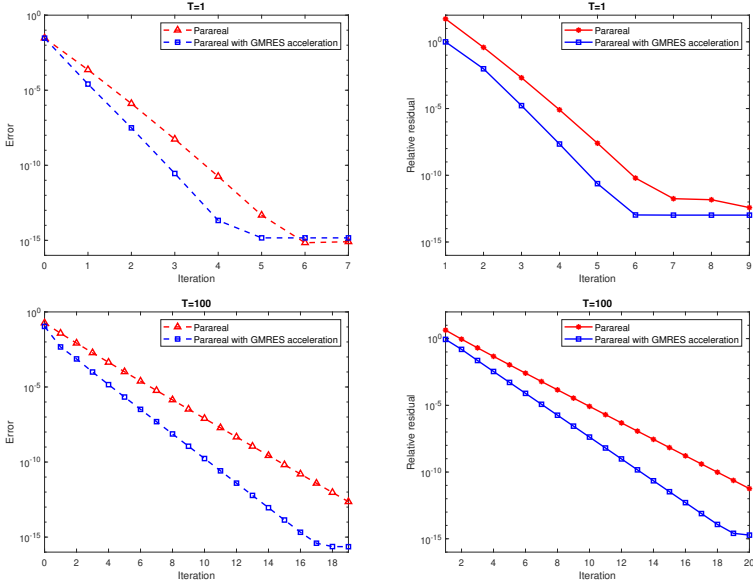 T=1
10^0
10^-5
10^-10
10^-15
Error
0 1 2 3 4 5 6 7
Iteration
Parareal
Parareal with GMRES acceleration
T=1
10^0
10^-5
10^-10
10^-15
Relative residual
1 2 3 4 5 6 7 8 9
Iteration
Parareal
Parareal with GMRES acceleration
T=100
10^0
10^-5
10^-10
10^-15
Error
0 2 4 6 8 10 12 14 16 18
Iteration
Parareal
Parareal with GMRES acceleration
T=100
10^0
10^-5
10^-10
10^-15
Relative residual
2 4 6 8 10 12 14 16 18 20
Iteration
Parareal
Parareal with GMRES acceleration